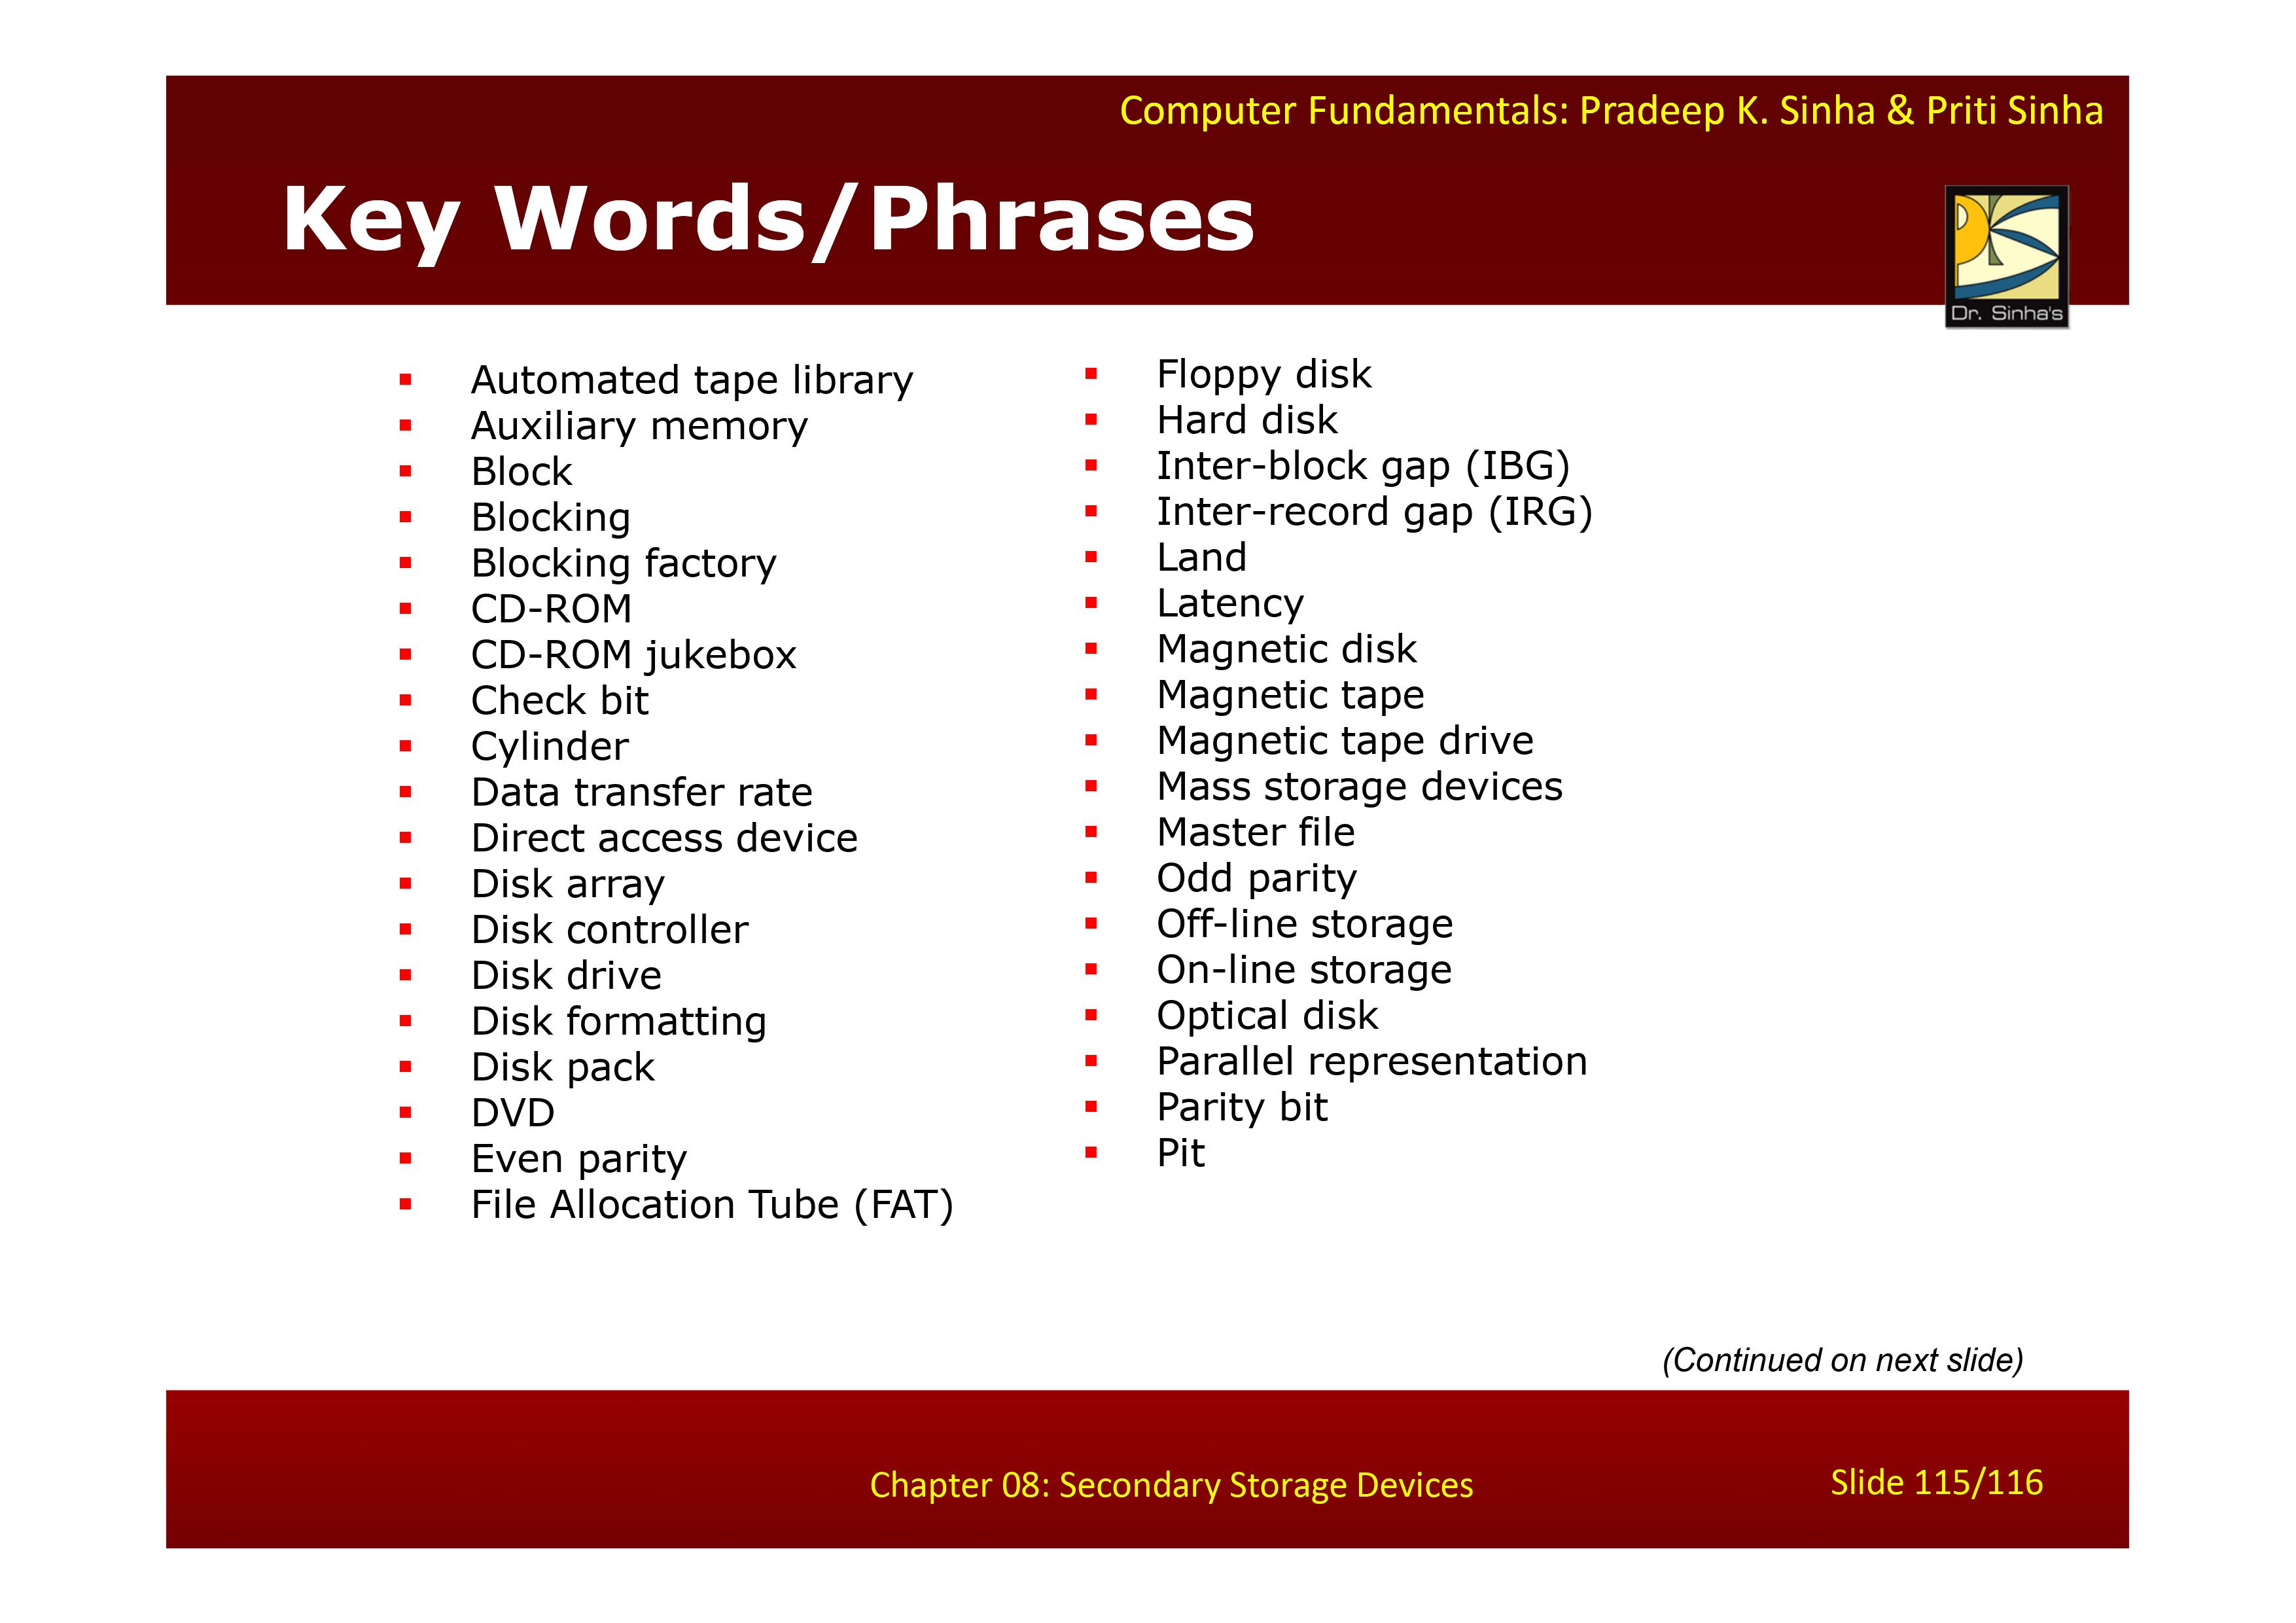 Computer Fundamentals: Pradeep K. Sinha & Priti Sinha
Key Words/Phrases
Dr. Sinha's
▪ Automated tape library
▪ Auxiliary memory
▪ Block
▪ Blocking
▪ Blocking factory
▪ CD-ROM
▪ CD-ROM jukebox
▪ Check bit
▪ Cylinder
▪ Data transfer rate
▪ Direct access device
▪ Disk array
▪ Disk controller
▪ Disk drive
▪ Disk formatting
▪ Disk pack
▪ DVD
▪ Even parity
▪ File Allocation Tube (FAT)
▪ Floppy disk
▪ Hard disk
▪ Inter-block gap (IBG)
▪ Inter-record gap (IRG)
▪ Land
▪ Latency
▪ Magnetic disk
▪ Magnetic tape
▪ Magnetic tape drive
▪ Mass storage devices
▪ Master file
▪ Odd parity
▪ Off-line storage
▪ On-line storage
▪ Optical disk
▪ Parallel representation
▪ Parity bit
▪ Pit
(Continued on next slide)
Chapter 08: Secondary Storage Devices
Slide 115/116